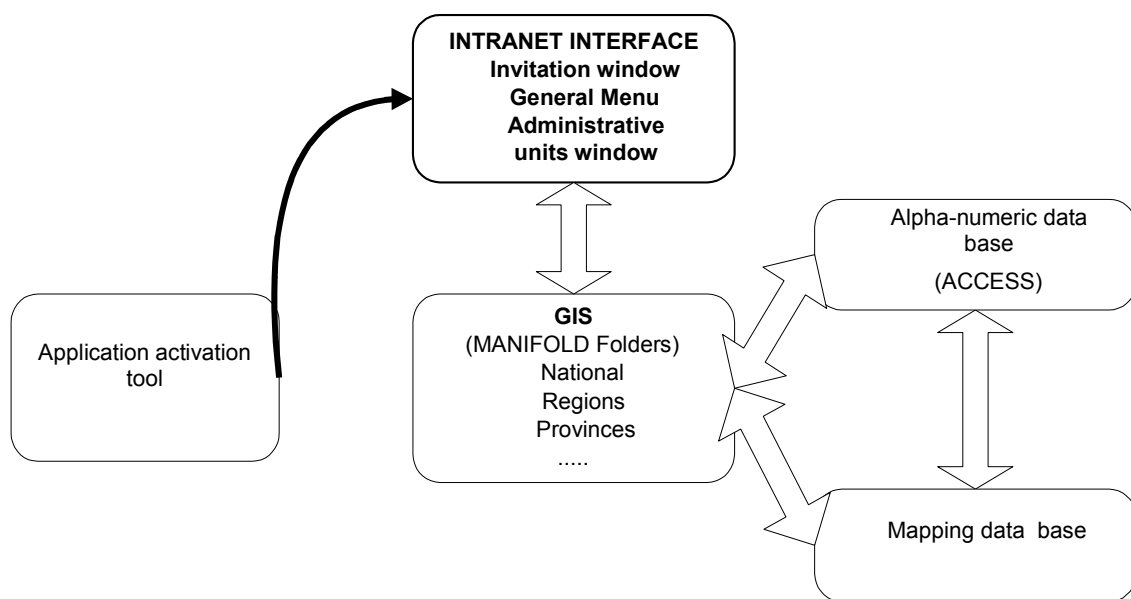 INTRANET INTERFACE
Invitation window
General Menu
Administrative
units window
Alpha-numeric data
base
(ACCESS)
Application activation
tool
GIS
(MANIFOLD Folders)
National
Regions
Provinces
.....
Mapping data base